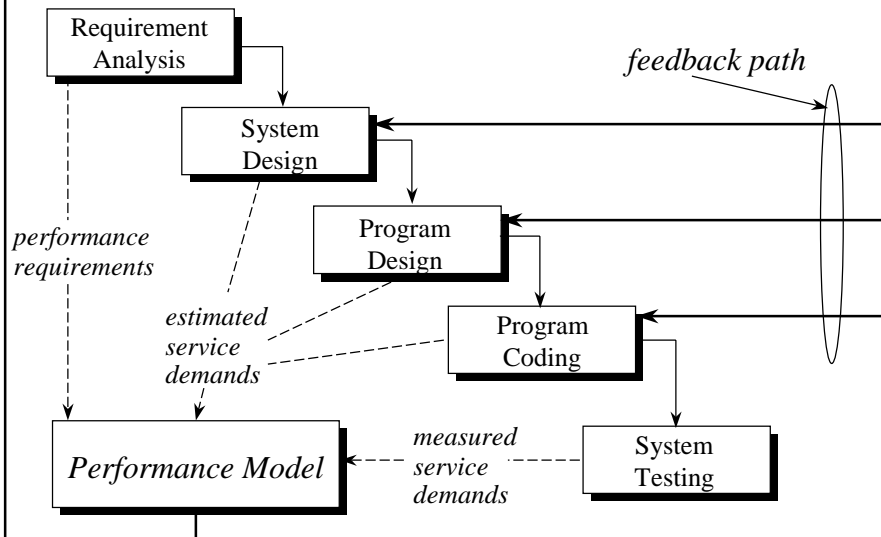 Requirement
Analysis
feedback path
System
Design
Program
Design
performance
requirements
estimated
service
demands
Program
Coding
Performance Model
measured
service
demands
System
Testing